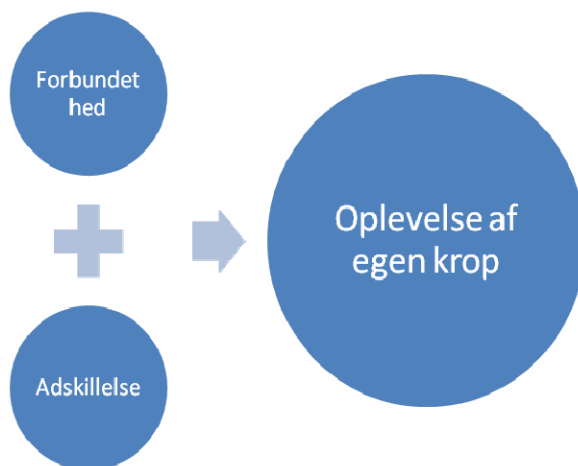 Forbundet
hed
Adskillelse
Oplevelse af
egen krop